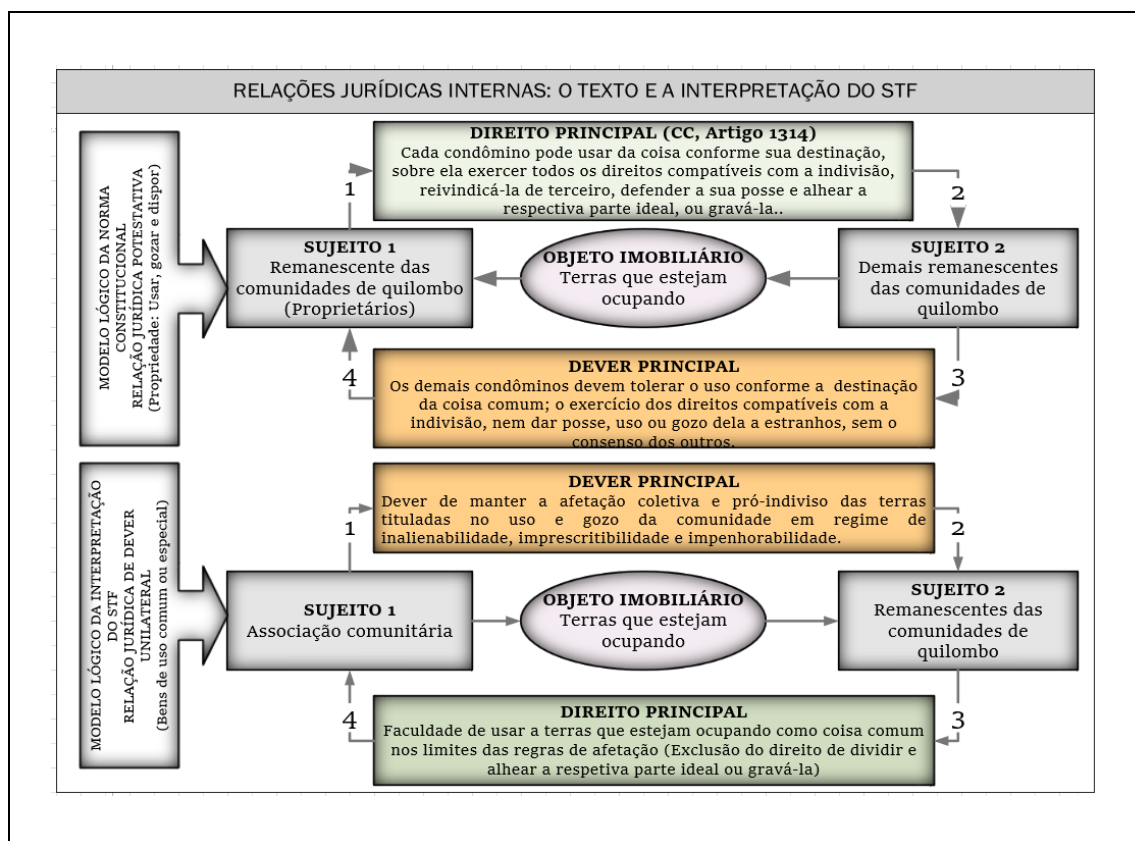 RELAÇÕES JURÍDICAS INTERNAS: O TEXTO E A INTERPRETAÇÃO DO STF
MODELO LÓGICO DA NORMA
CONSTITUCIONAL
RELAÇÃO JURÍDICA POTESTATIVA
(Propriedade: Usar, gozar e dispor)
DIREITO PRINCIPAL (CC, Artigo 1314)
Cada condômino pode usar da coisa conforme sua destinação,
sobre ela exercer todos os direitos compatíveis com a indivisão,
reivindicá-la de terceiro, defender a sua posse e alhear a
respectiva parte ideal, ou gravá-la..
1
2
SUJEITO 1
Remanescente das
comunidades de quilombo
(Proprietários)
OBJETO IMOBILIÁRIO
Terras que estejam
ocupando
SUJEITO 2
Demais remanescentes
das comunidades de
quilombo
4
3
DEVER PRINCIPAL
Os demais condôminos devem tolerar o uso conforme a destinação
da coisa comum; o exercício dos direitos compatíveis com a
indivisão, nem dar posse, uso ou gozo dela a estranhos, sem o
consenso dos outros.
MODELO LÓGICO DA INTERPRETAÇÃO
DO STF
RELAÇÃO JURÍDICA DE DEVER
UNILATERAL
(Bens de uso comum ou especial)
DEVER PRINCIPAL
Dever de manter a afetação coletiva e pró-indiviso das terras
tituladas no uso e gozo da comunidade em regime de
inalienabilidade, imprescritibilidade e impenhorabilidade.
1
2
SUJEITO 1
Associação comunitária
OBJETO IMOBILIÁRIO
Terras que estejam
ocupando
SUJEITO 2
Remanescentes das
comunidades de
quilombo
4
3
DIREITO PRINCIPAL
Faculdade de usar a terras que estejam ocupando como coisa comum
nos limites das regras de afetação (Exclusão do direito de dividir e
alhear a respetiva parte ideal ou gravá-la)